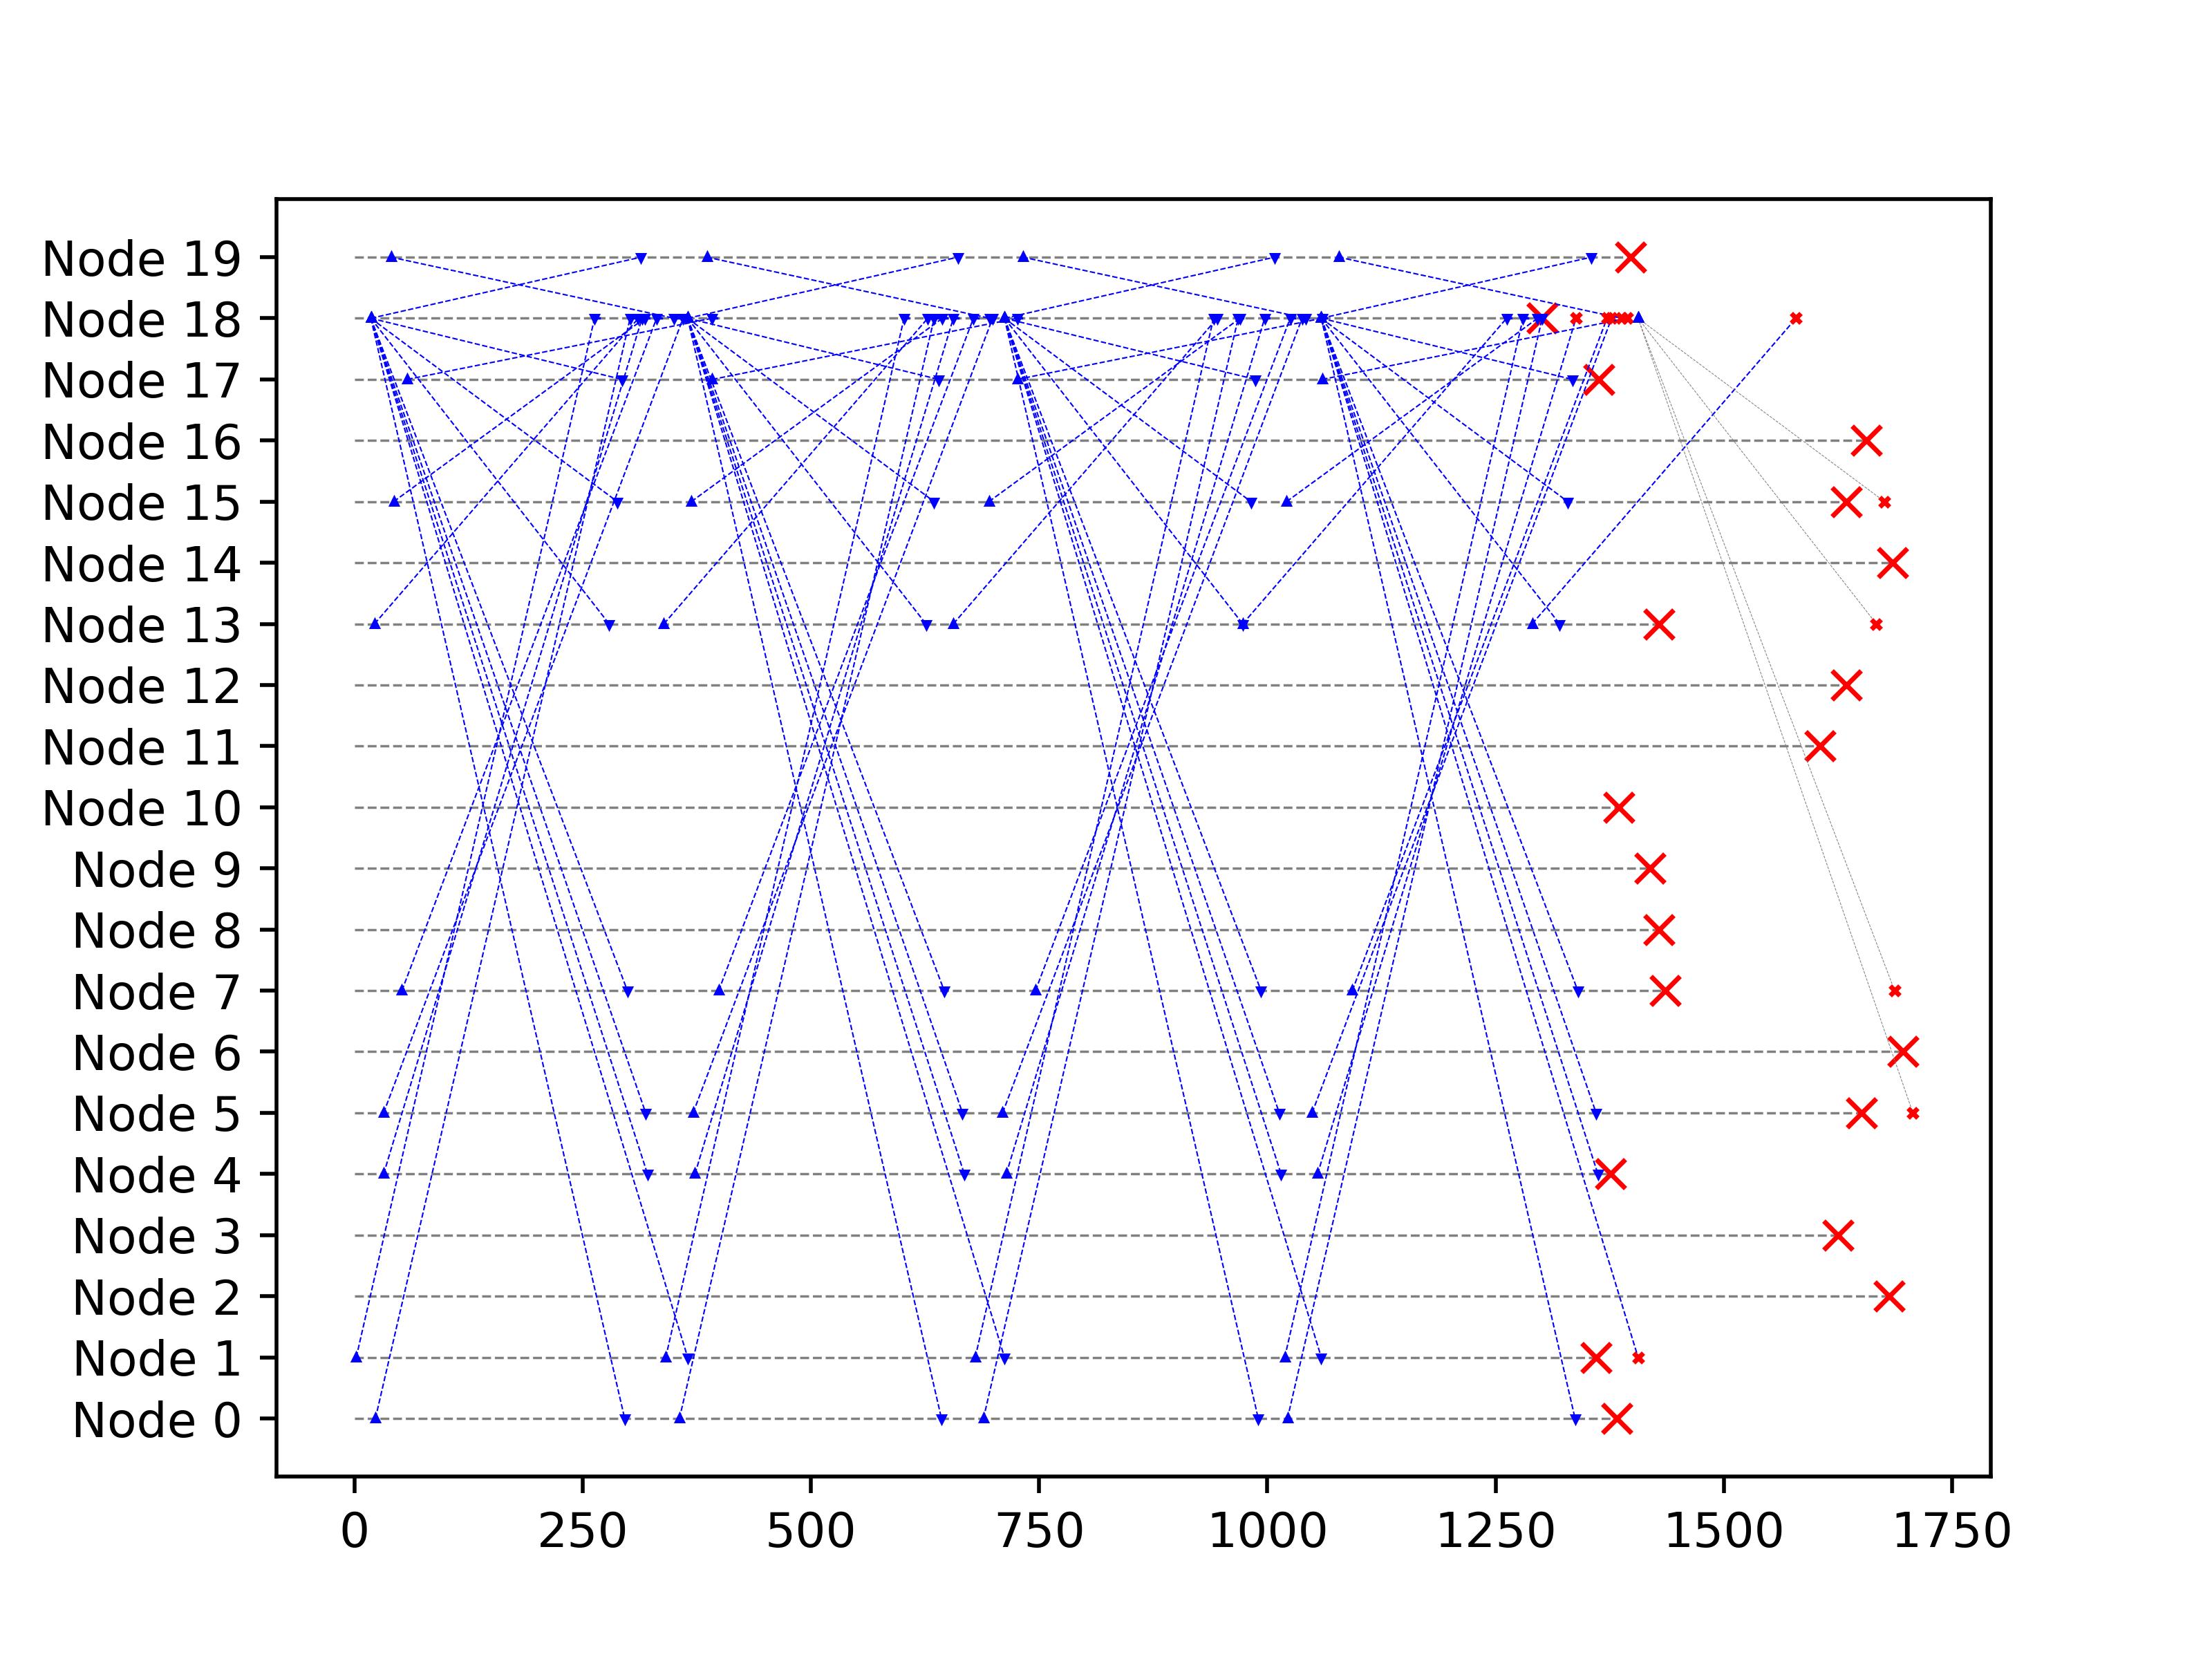 Node 19
Node 18
Node 17
Node 16
Node 15
Node 14
Node 13
Node 12
Node 11
Node 10
Node 9
Node 8
Node 7
Node 6
Node 5
Node 4
Node 3
Node 2
Node 1
Node 0
0 250 500 750 1000 1250 1500 1750